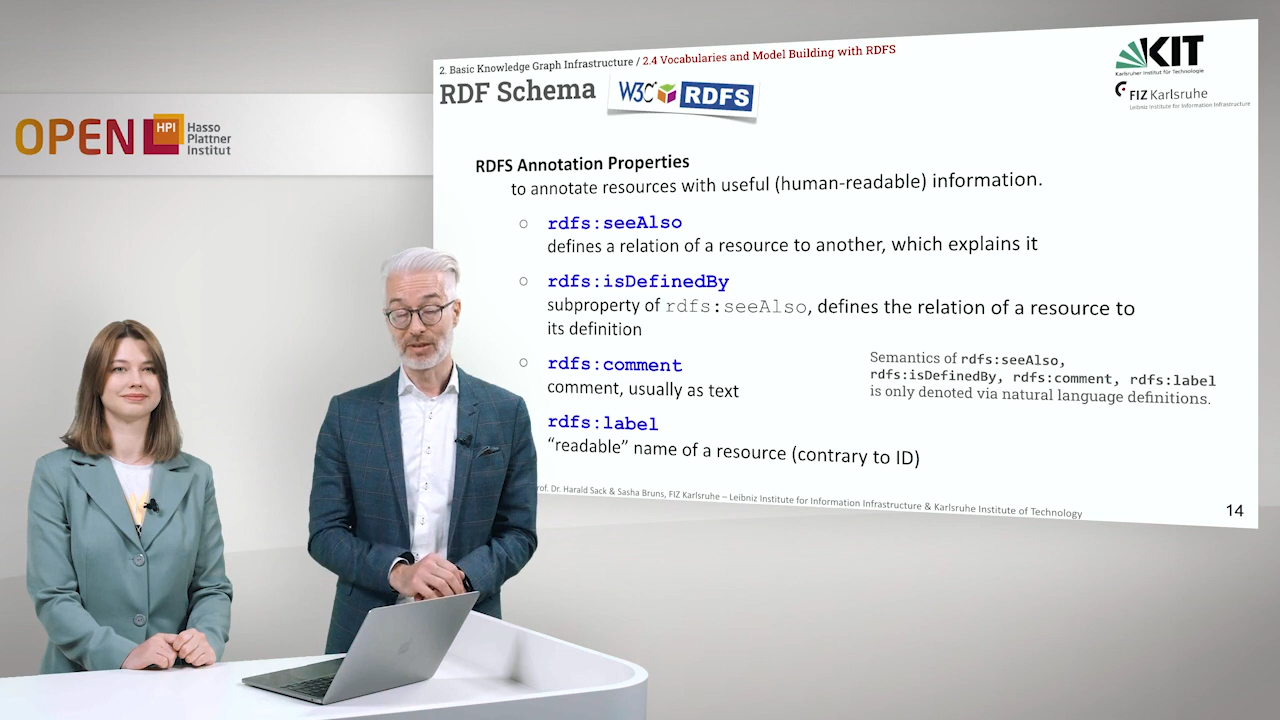 OPEN HPI Hasso
Plattner
Institut
2. Basic Knowledge Graph Infrastructure / 2.4 Vocabularies and Model Building with RDFS
RDF Schema W3C RDFS
KIT
Karlsruher Institut für Technologie
FIZ Karlsruhe
Leibniz Institute for Information Infrastructure
RDFS Annotation Properties
to annotate resources with useful (human-readable) information.
○ rdfs:seeAlso
defines a relation of a resource to another, which explains it
○ rdfs:isDefinedBy
subproperty of rdfs:seeAlso, defines the relation of a resource to
its definition
○ rdfs:comment
comment, usually as text
rdfs:label
“readable” name of a resource (contrary to ID)
Semantics of rdfs:seeAlso,
rdfs:isDefinedBy, rdfs:comment, rdfs:label
is only denoted via natural language definitions.
Dr. Harald Sack & Sasha Bruns, FIZ Karlsruhe – Leibniz Institute for Information Infrastructure & Karlsruhe Institute of Technology
14